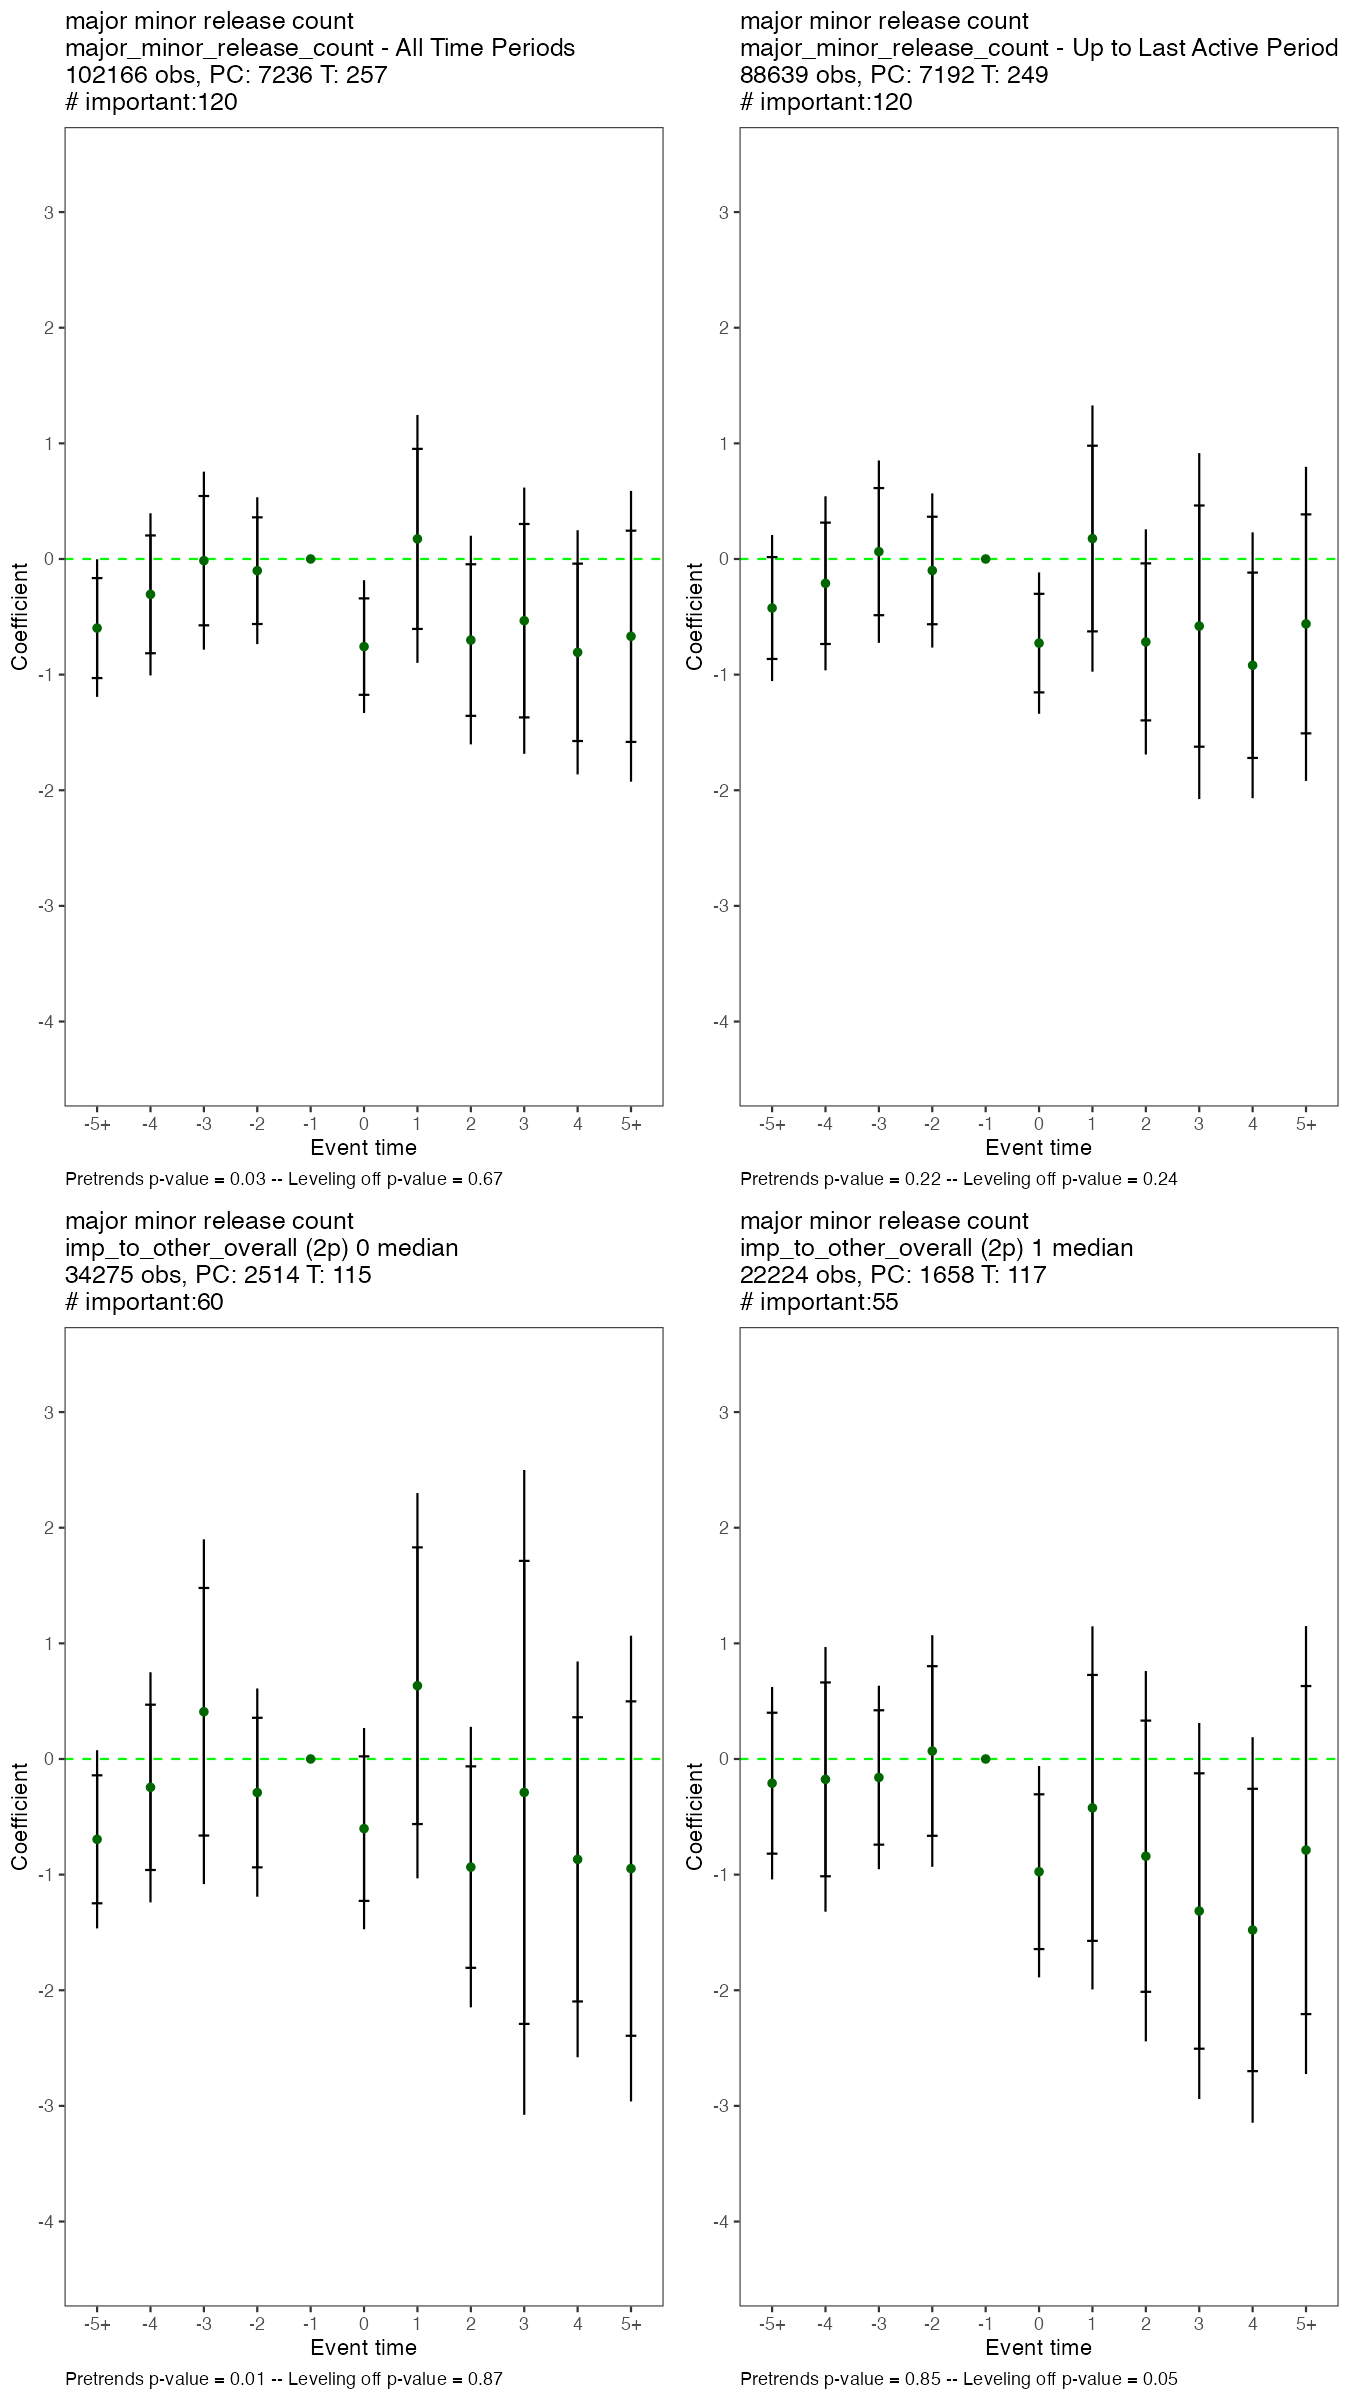 major minor release count
major_minor_release_count - All Time Periods
102166 obs, PC: 7236 T: 257
# important:120
3
2
1
0
-1
-2
-3
-4
Coefficient
-5+ -4 -3 -2 -1 0 1 2 3 4 5+
Event time
Pretrends p-value = 0.03 -- Leveling off p-value = 0.67
major minor release count
major_minor_release_count - Up to Last Active Period
88639 obs, PC: 7192 T: 249
# important:120
3
2
1
0
-1
-2
-3
-4
Coefficient
-5+ -4 -3 -2 -1 0 1 2 3 4 5+
Event time
Pretrends p-value = 0.22 -- Leveling off p-value = 0.24
major minor release count
imp_to_other_overall (2p) 0 median
34275 obs, PC: 2514 T: 115
# important:60
3
2
1
0
-1
-2
-3
-4
Coefficient
-5+ -4 -3 -2 -1 0 1 2 3 4 5+
Event time
Pretrends p-value = 0.01 -- Leveling off p-value = 0.87
major minor release count
imp_to_other_overall (2p) 1 median
22224 obs, PC: 1658 T: 117
# important:55
3
2
1
0
-1
-2
-3
-4
Coefficient
-5+ -4 -3 -2 -1 0 1 2 3 4 5+
Event time
Pretrends p-value = 0.85 -- Leveling off p-value = 0.05